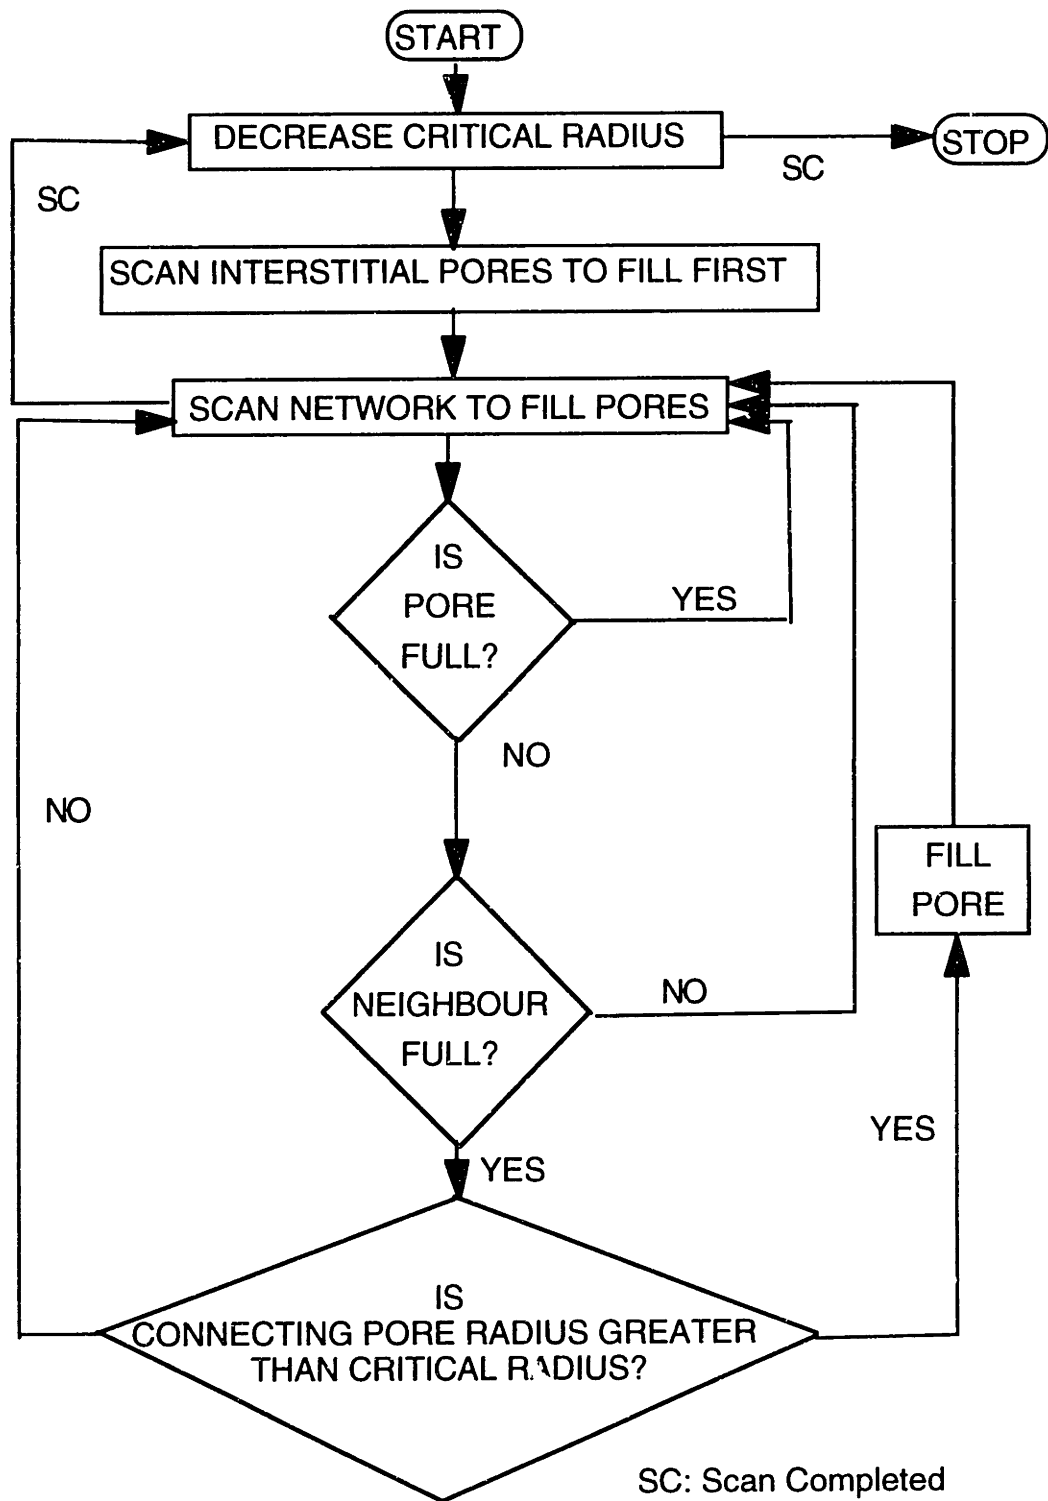 START
DECREASE CRITICAL RADIUS
STOP
SC
SC
SCAN INTERSTITIAL PORES TO FILL FIRST
SCAN NETWORK TO FILL PORES
IS
PORE
FULL?
YES
NO
NO
FILL
PORE
IS
NEIGHBOUR
FULL?
NO
YES
YES
IS
CONNECTING PORE RADIUS GREATER
THAN CRITICAL RADIUS?
SC: Scan Completed